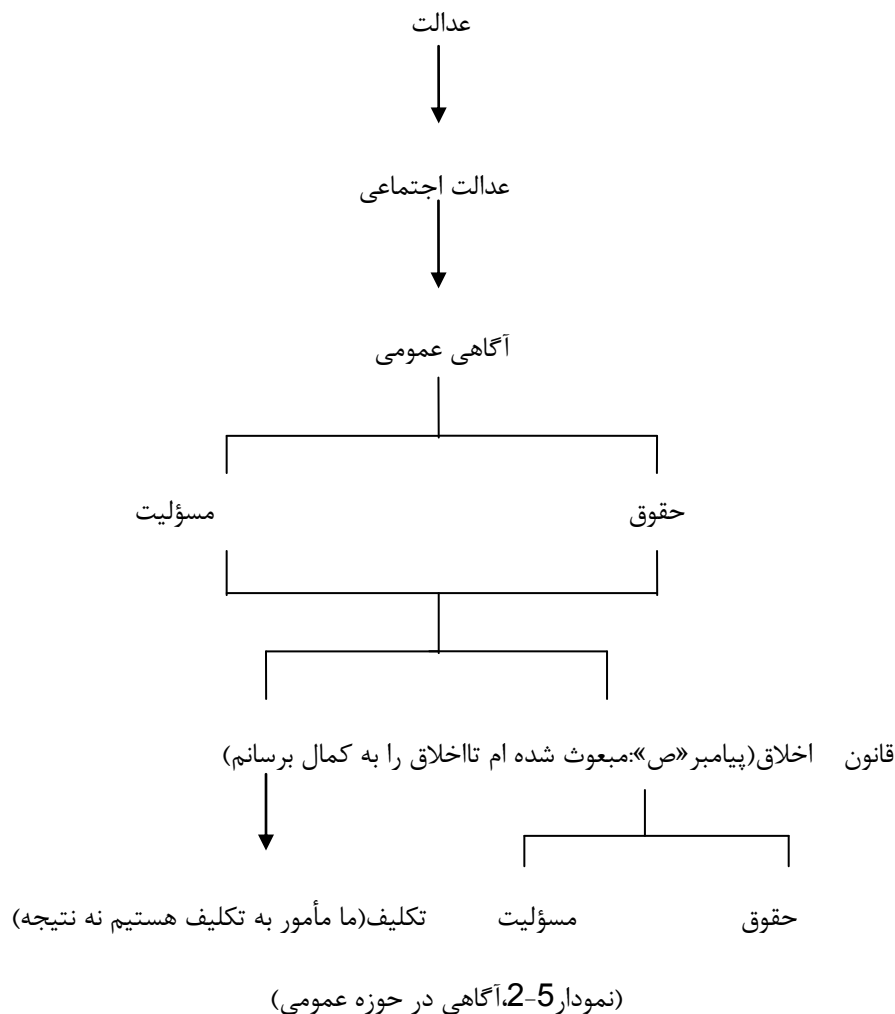 عدالت
عدالت اجتماعی
آگاهی عمومی
حقوق مسؤلیت
قانون اخلاق(پیامبر«ص»:مبعوث شده ام تااخلاق را به کمال برسانم)
حقوق مسؤلیت تکلیف(ما مأمور به تکلیف هستیم نه نتیجه)
(نمودار5-2،آگاهی در حوزه عمومی)